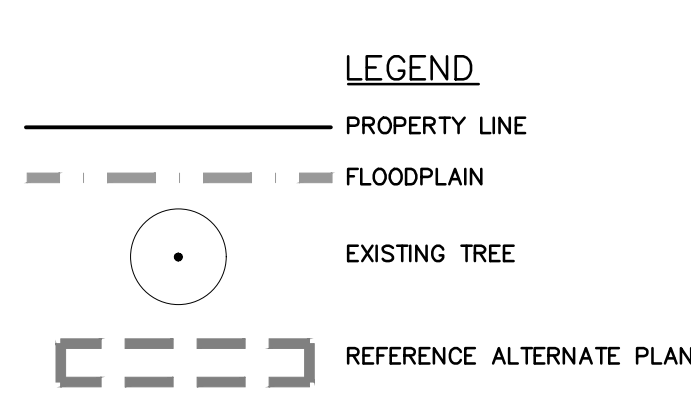 LEGEND
PROPERTY LINE
FLOODPLAIN
EXISTING TREE
REFERENCE ALTERNATE PLAN